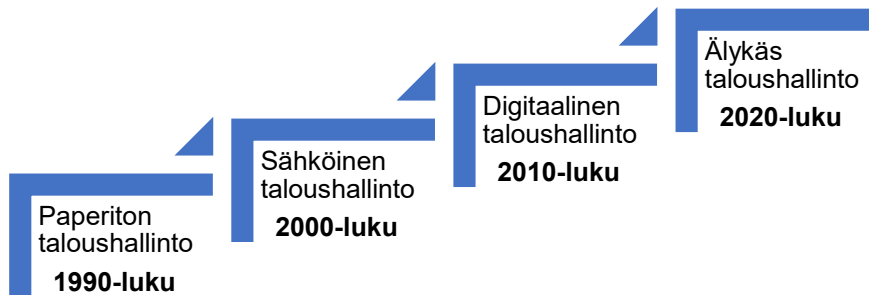 Paperiton
taloushallinto
1990-luku
Sähköinen
taloushallinto
2000-luku
Digitaalinen
taloushallinto
2010-luku
Älykäs
taloushallinto
2020-luku